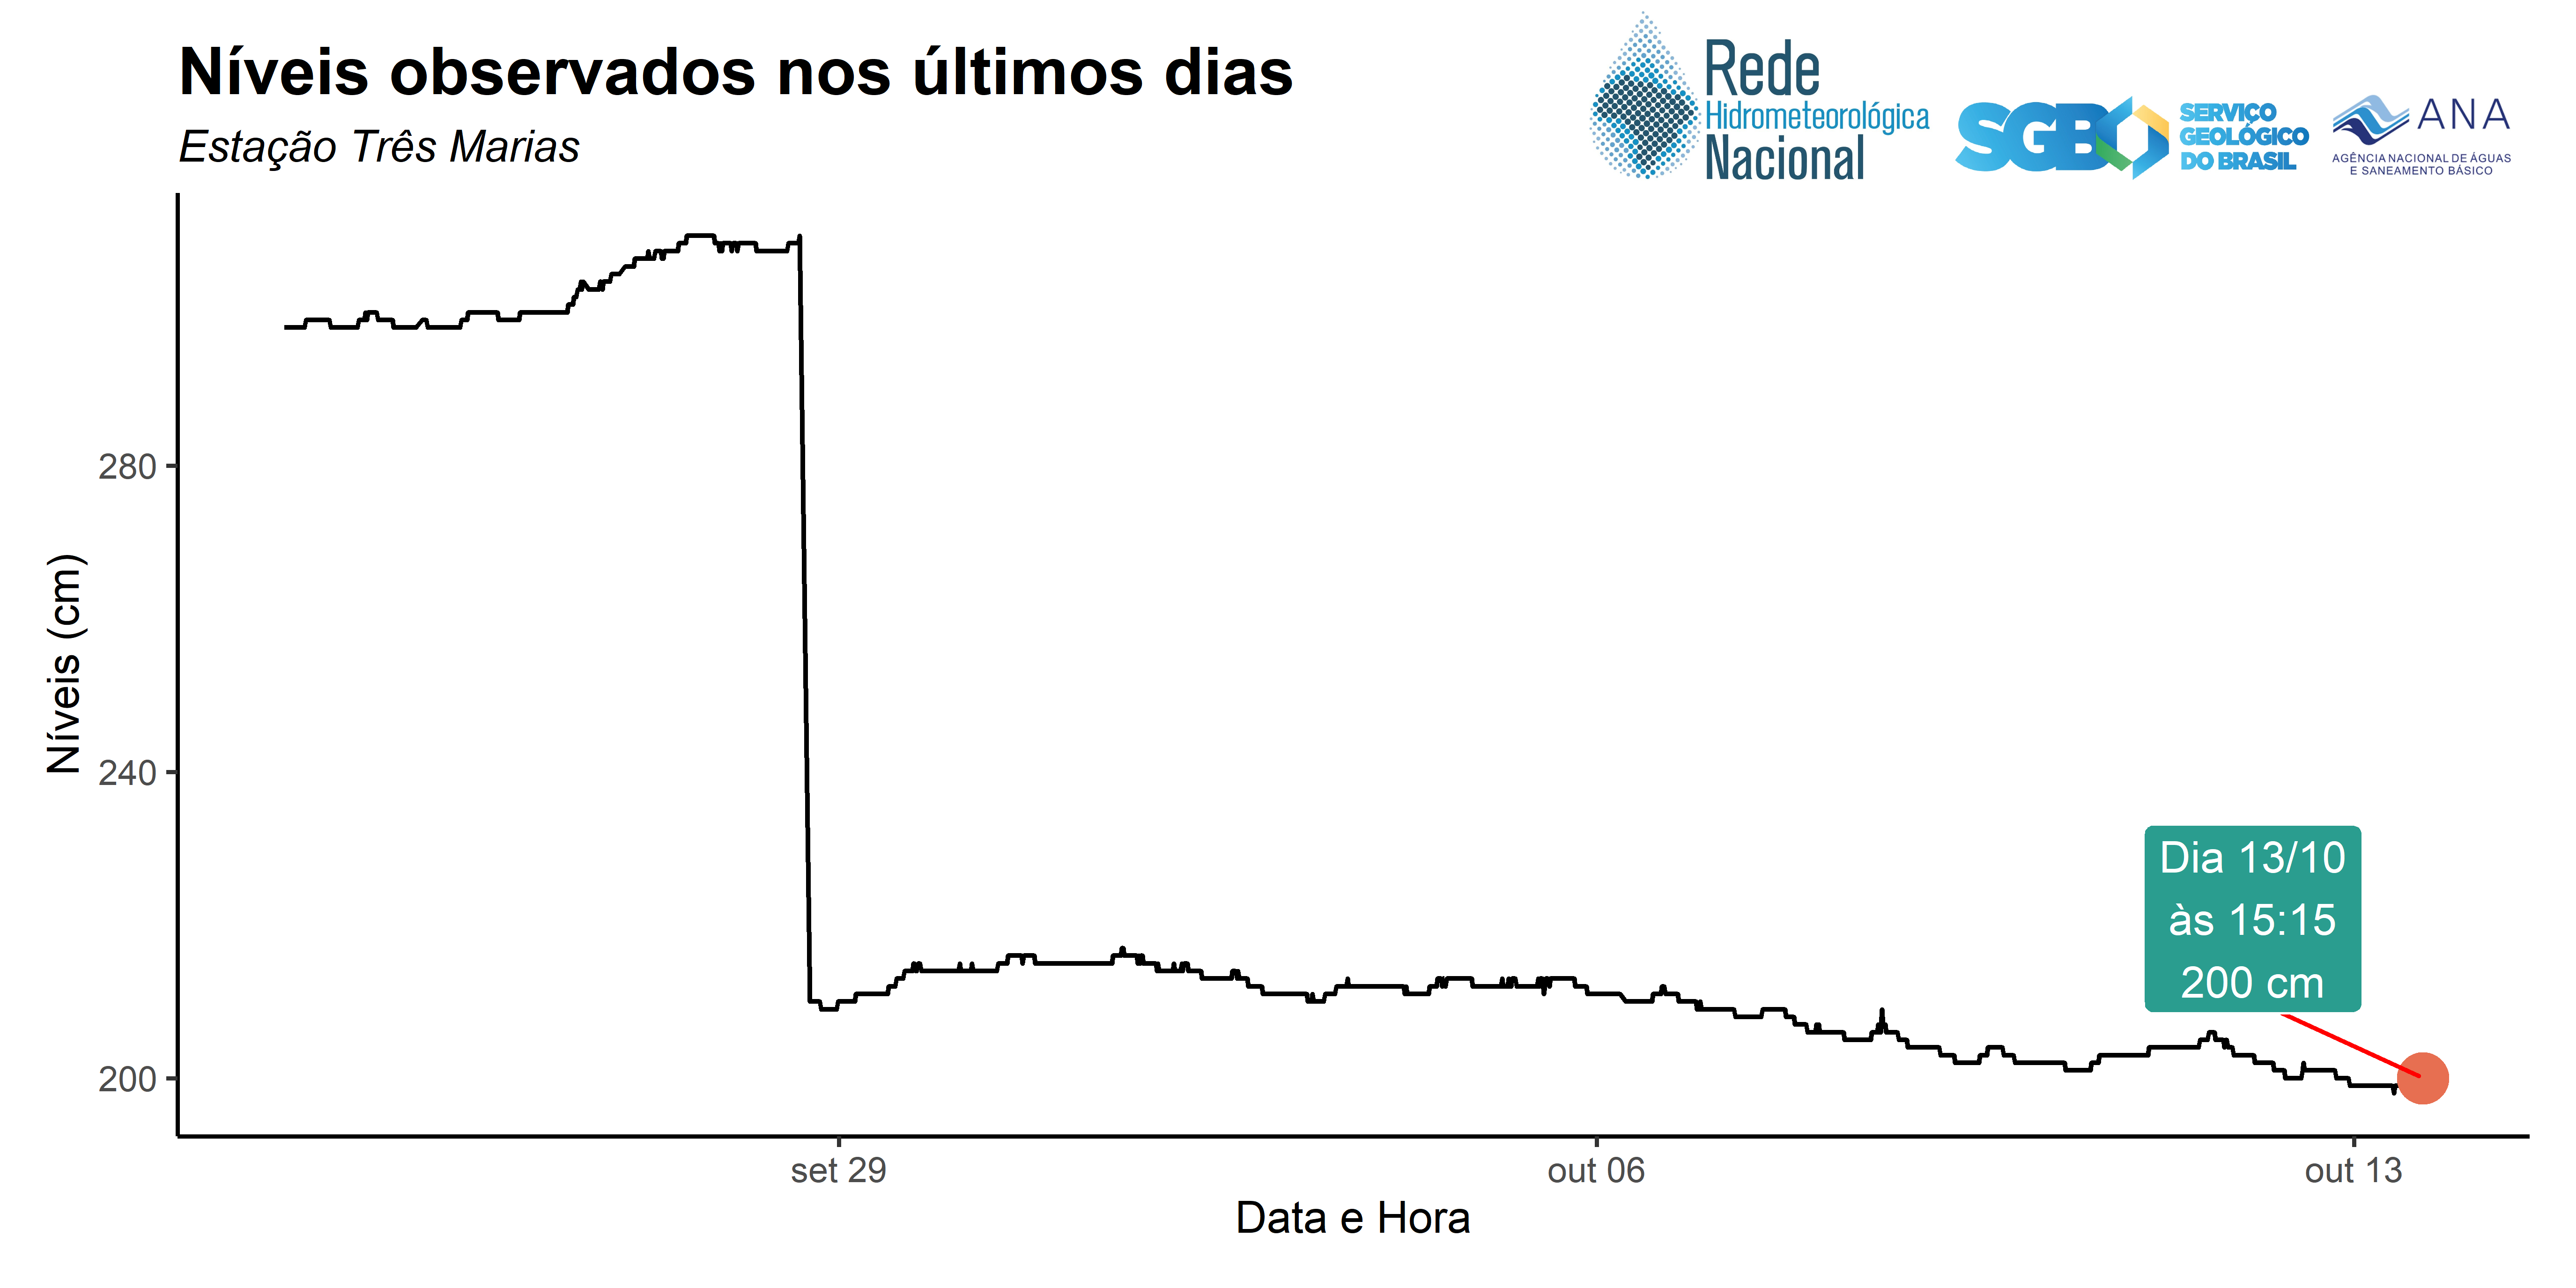 Níveis observados nos últimos dias
Estação Três Marias
Rede
Hidrometeorológica
Nacional
SGB
SERVIÇO
GEOLÓGICO
DO BRASIL
ANA
AGÊNCIA NACIONAL DE ÁGUAS
E SANEAMENTO BÁSICO
Níveis (cm)
280
240
200
Dia 13/10
às 15:15
200 cm
set 29
out 06
out 13
Data e Hora